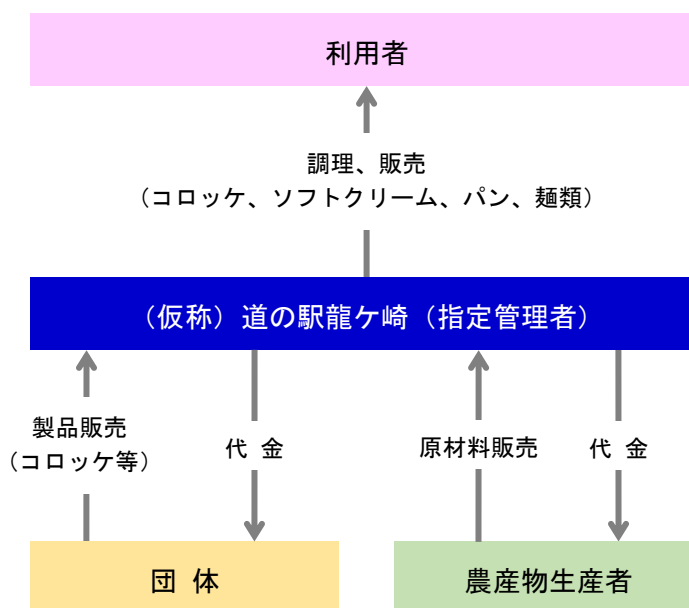 利用者
調理、販売
（コロッケ、ソフトクリーム、パン、麺類）
（仮称）道の駅龍ケ崎（指定管理者）
製品販売
（コロッケ等）
代 金
原材料販売
代 金
団 体
農産物生産者